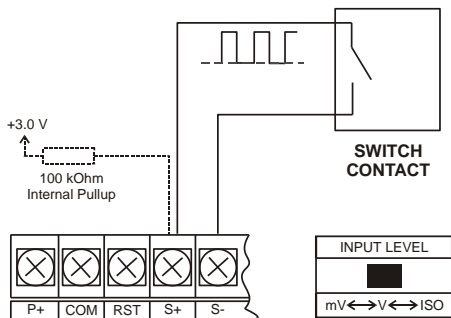 +3.0 V
100 kOhm
Internal Pullup
SWITCH
CONTACT
P+ COM RST S+ S-
INPUT LEVEL
mV V ISO